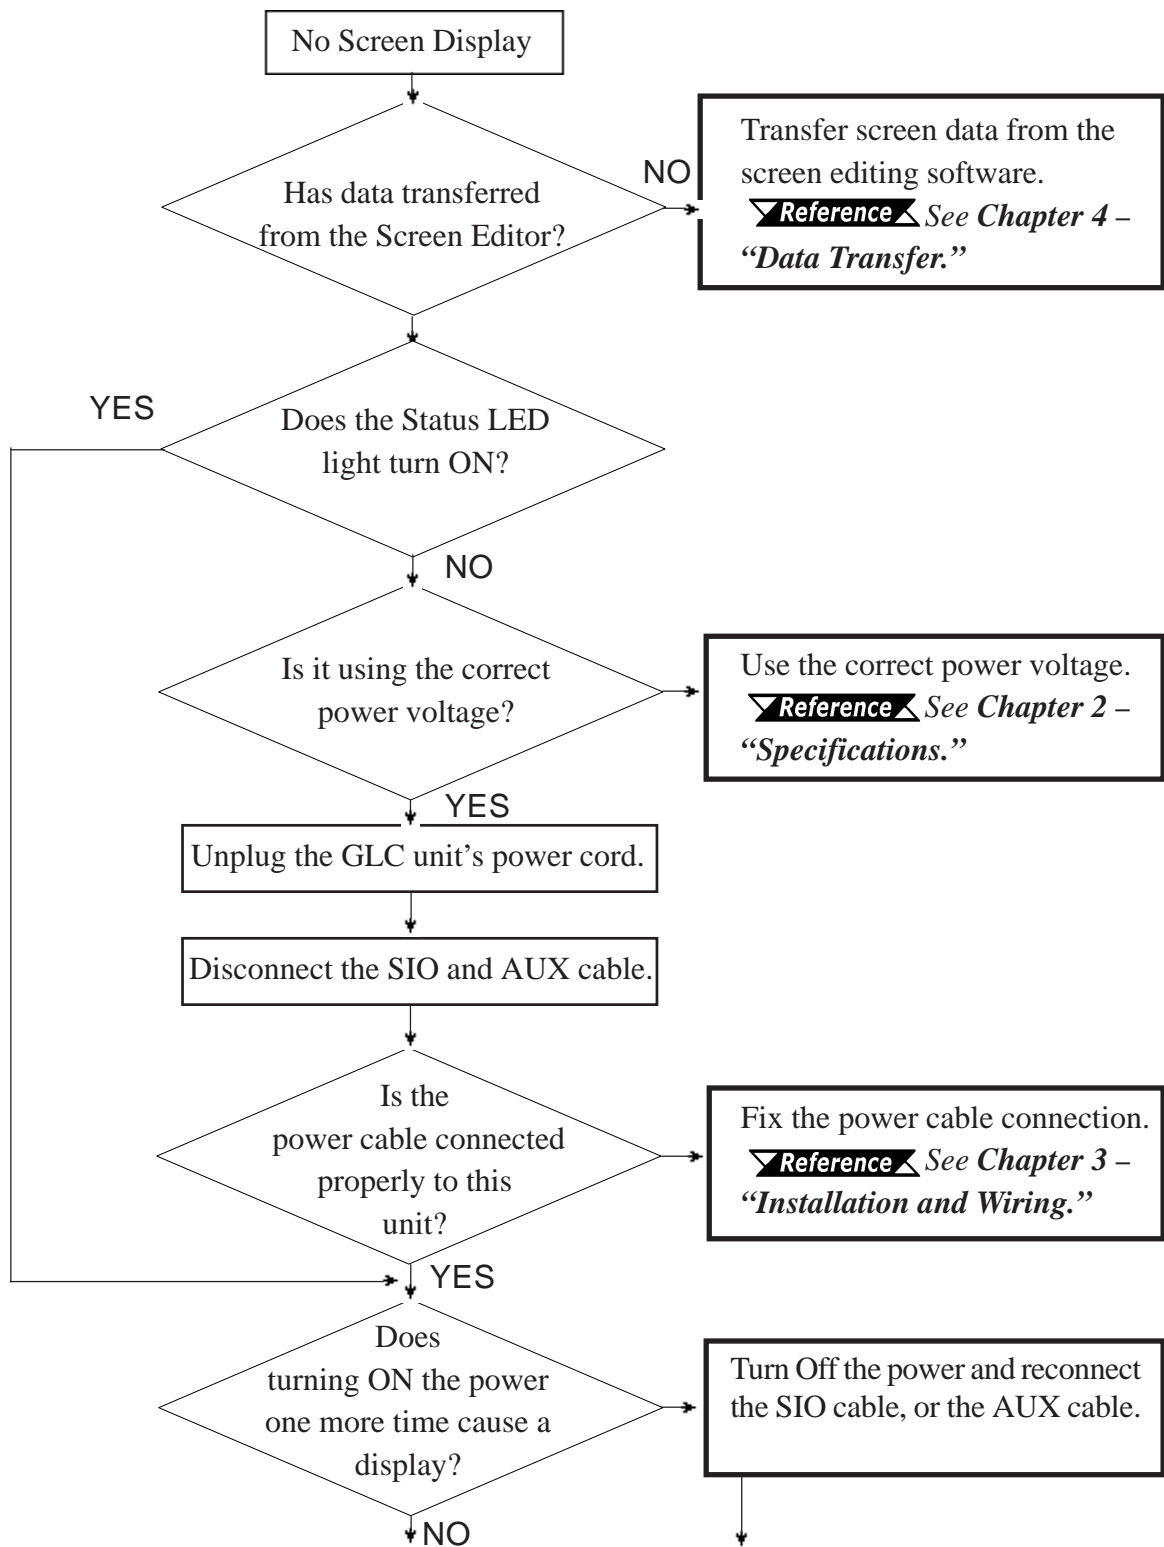 No Screen Display
Has data transferred
from the Screen Editor?
NO
Transfer screen data from the
screen editing software.
Reference See Chapter 4 –
“Data Transfer.”
YES
Does the Status LED
light turn ON?
NO
Is it using the correct
power voltage?
Use the correct power voltage.
Reference See Chapter 2 –
“Specifications.”
YES
Unplug the GLC unit’s power cord.
Disconnect the SIO and AUX cable.
Is the
power cable connected
properly to this
unit?
Fix the power cable connection.
Reference See Chapter 3 –
“Installation and Wiring.”
YES
Does
turning ON the power
one more time cause a
display?
Turn Off the power and reconnect
the SIO cable, or the AUX cable.
NO